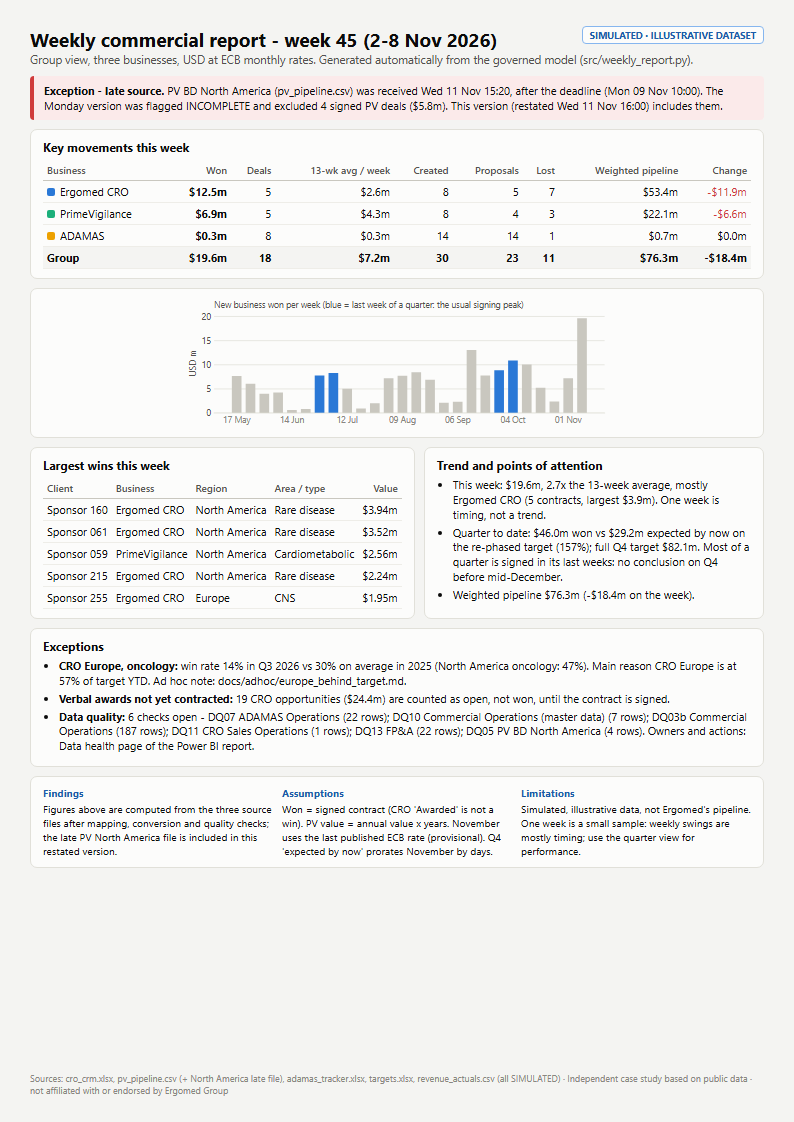 Weekly commercial report - week 45 (2-8 Nov 2026)
SIMULATED · ILLUSTRATIVE DATASET
Group view, three businesses, USD at ECB monthly rates. Generated automatically from the governed model (src/weekly_report.py).
Exception - late source. PV BD North America (pv_pipeline.csv) was received Wed 11 Nov 15:20, after the deadline (Mon 09 Nov 10:00). The
Monday version was flagged INCOMPLETE and excluded 4 signed PV deals ($5.8m). This version (restated Wed 11 Nov 16:00) includes them.
Key movements this week
Business Won Deals 13-wk avg / week Created Proposals Lost Weighted pipeline Change
Ergomed CRO $12.5m 5 $2.6m 8 5 7 $53.4m -$11.9m
PrimeVigilance $6.9m 5 $4.3m 8 4 3 $22.1m -$6.6m
ADAMAS $0.3m 8 $0.3m 14 14 1 $0.7m $0.0m
Group $19.6m 18 $7.2m 30 23 11 $76.3m -$18.4m
New business won per week (blue = last week of a quarter: the usual signing peak)
USD m
20
15
10
5
0
17 May 14 Jun 12 Jul 09 Aug 06 Sep 04 Oct 01 Nov
Largest wins this week
Client Business Region Area / type Value
Sponsor 160 Ergomed CRO North America Rare disease $3.94m
Sponsor 061 Ergomed CRO North America Rare disease $3.52m
Sponsor 059 PrimeVigilance North America Cardiometabolic $2.56m
Sponsor 215 Ergomed CRO North America Rare disease $2.24m
Sponsor 255 Ergomed CRO Europe CNS $1.95m
Trend and points of attention
• This week: $19.6m, 2.7x the 13-week average, mostly
Ergomed CRO (5 contracts, largest $3.9m). One week is
timing, not a trend.
• Quarter to date: $46.0m won vs $29.2m expected by now on
the re-phased target (157%); full Q4 target $82.1m. Most of a
quarter is signed in its last weeks: no conclusion on Q4
before mid-December.
• Weighted pipeline $76.3m (-$18.4m on the week).
Exceptions
• CRO Europe, oncology: win rate 14% in Q3 2026 vs 30% on average in 2025 (North America oncology: 47%). Main reason CRO Europe is at
57% of target YTD. Ad hoc note: docs/adhoc/europe_behind_target.md.
• Verbal awards not yet contracted: 19 CRO opportunities ($24.4m) are counted as open, not won, until the contract is signed.
• Data quality: 6 checks open - DQ07 ADAMAS Operations (22 rows); DQ10 Commercial Operations (master data) (7 rows); DQ03b Commercial
Operations (187 rows); DQ11 CRO Sales Operations (1 rows); DQ13 FP&A (22 rows); DQ05 PV BD North America (4 rows). Owners and actions:
Data health page of the Power BI report.
Findings
Figures above are computed from the three source
files after mapping, conversion and quality checks;
the late PV North America file is included in this
restated version.
Assumptions
Won = signed contract (CRO 'Awarded' is not a
win). PV value = annual value x years. November
uses the last published ECB rate (provisional). Q4
'expected by now' prorates November by days.
Limitations
Simulated, illustrative data, not Ergomed's pipeline.
One week is a small sample: weekly swings are
mostly timing; use the quarter view for
performance.
Sources: cro_crm.xlsx, pv_pipeline.csv (+ North America late file), adamas_tracker.xlsx, targets.xlsx, revenue_actuals.csv (all SIMULATED) · Independent case study based on public data ·
not affiliated with or endorsed by Ergomed Group